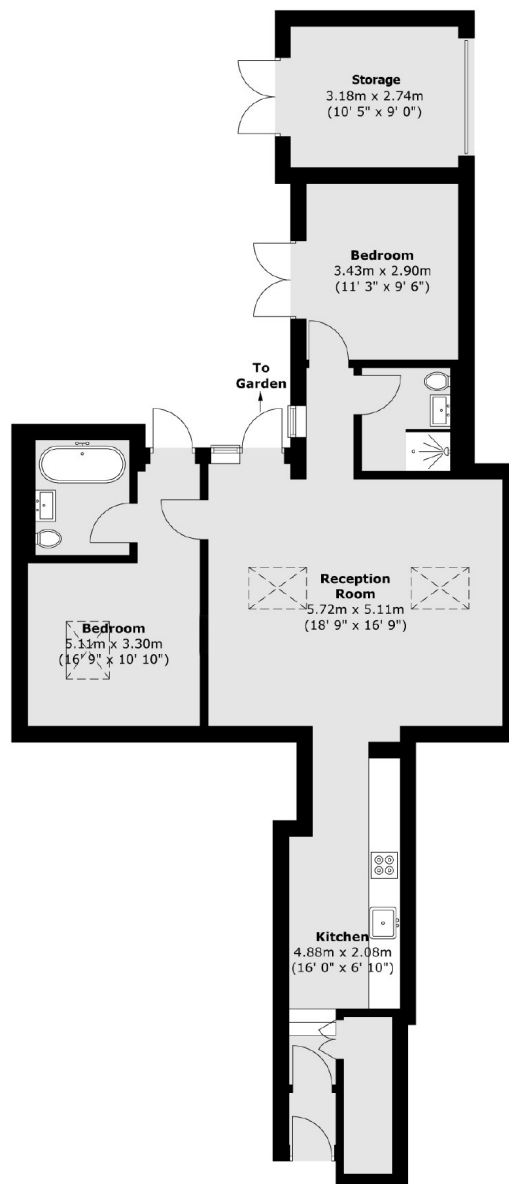 Storage
3.18m x 2.74m
(10' 5" x 9' 0")
Bedroom
3.43m x 2.90m
(11' 3" x 9' 6")
To
Garden
Reception
Room
5.72m x 5.11m
(18' 9" x 16' 9")
Bedroom
5.11m x 3.30m
(16' 9" x 10' 10")
Kitchen
4.88m x 2.08m
(16' 0" x 6' 10")